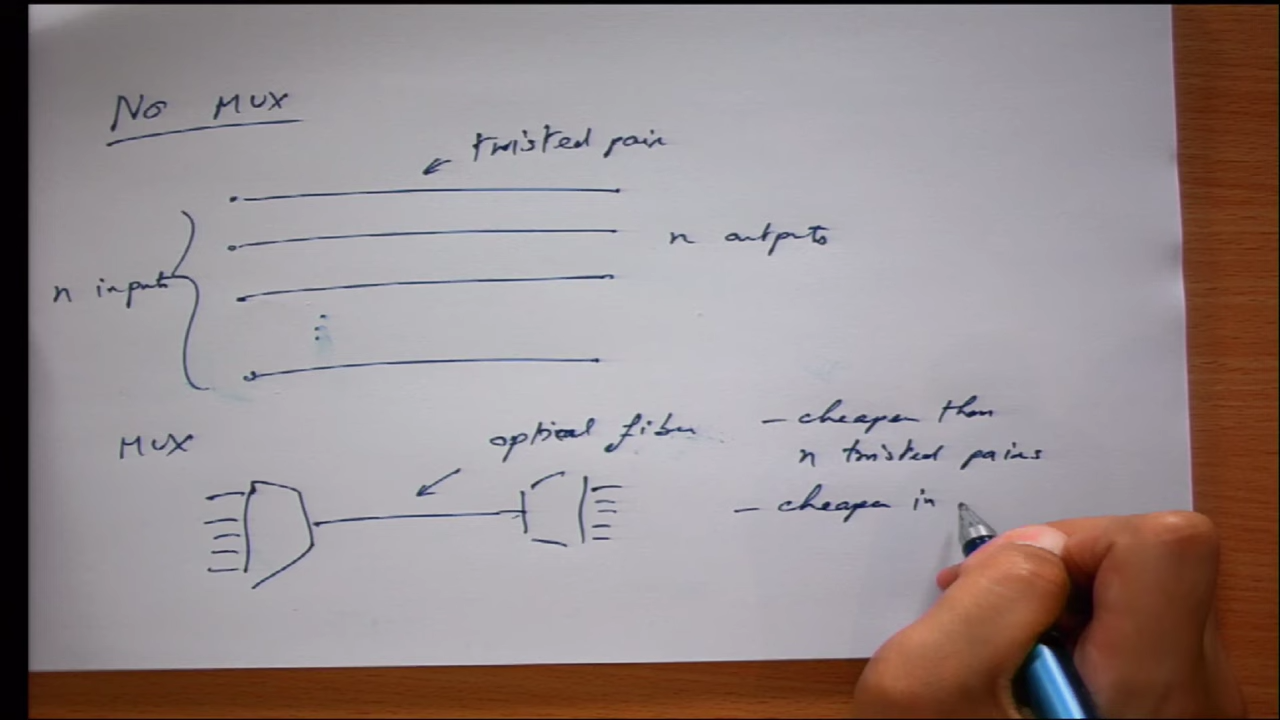 No MUX
twisted pair
n outputs
n inputs
MUX
optical fiber
- cheaper than
n twisted pairs
- cheaper in